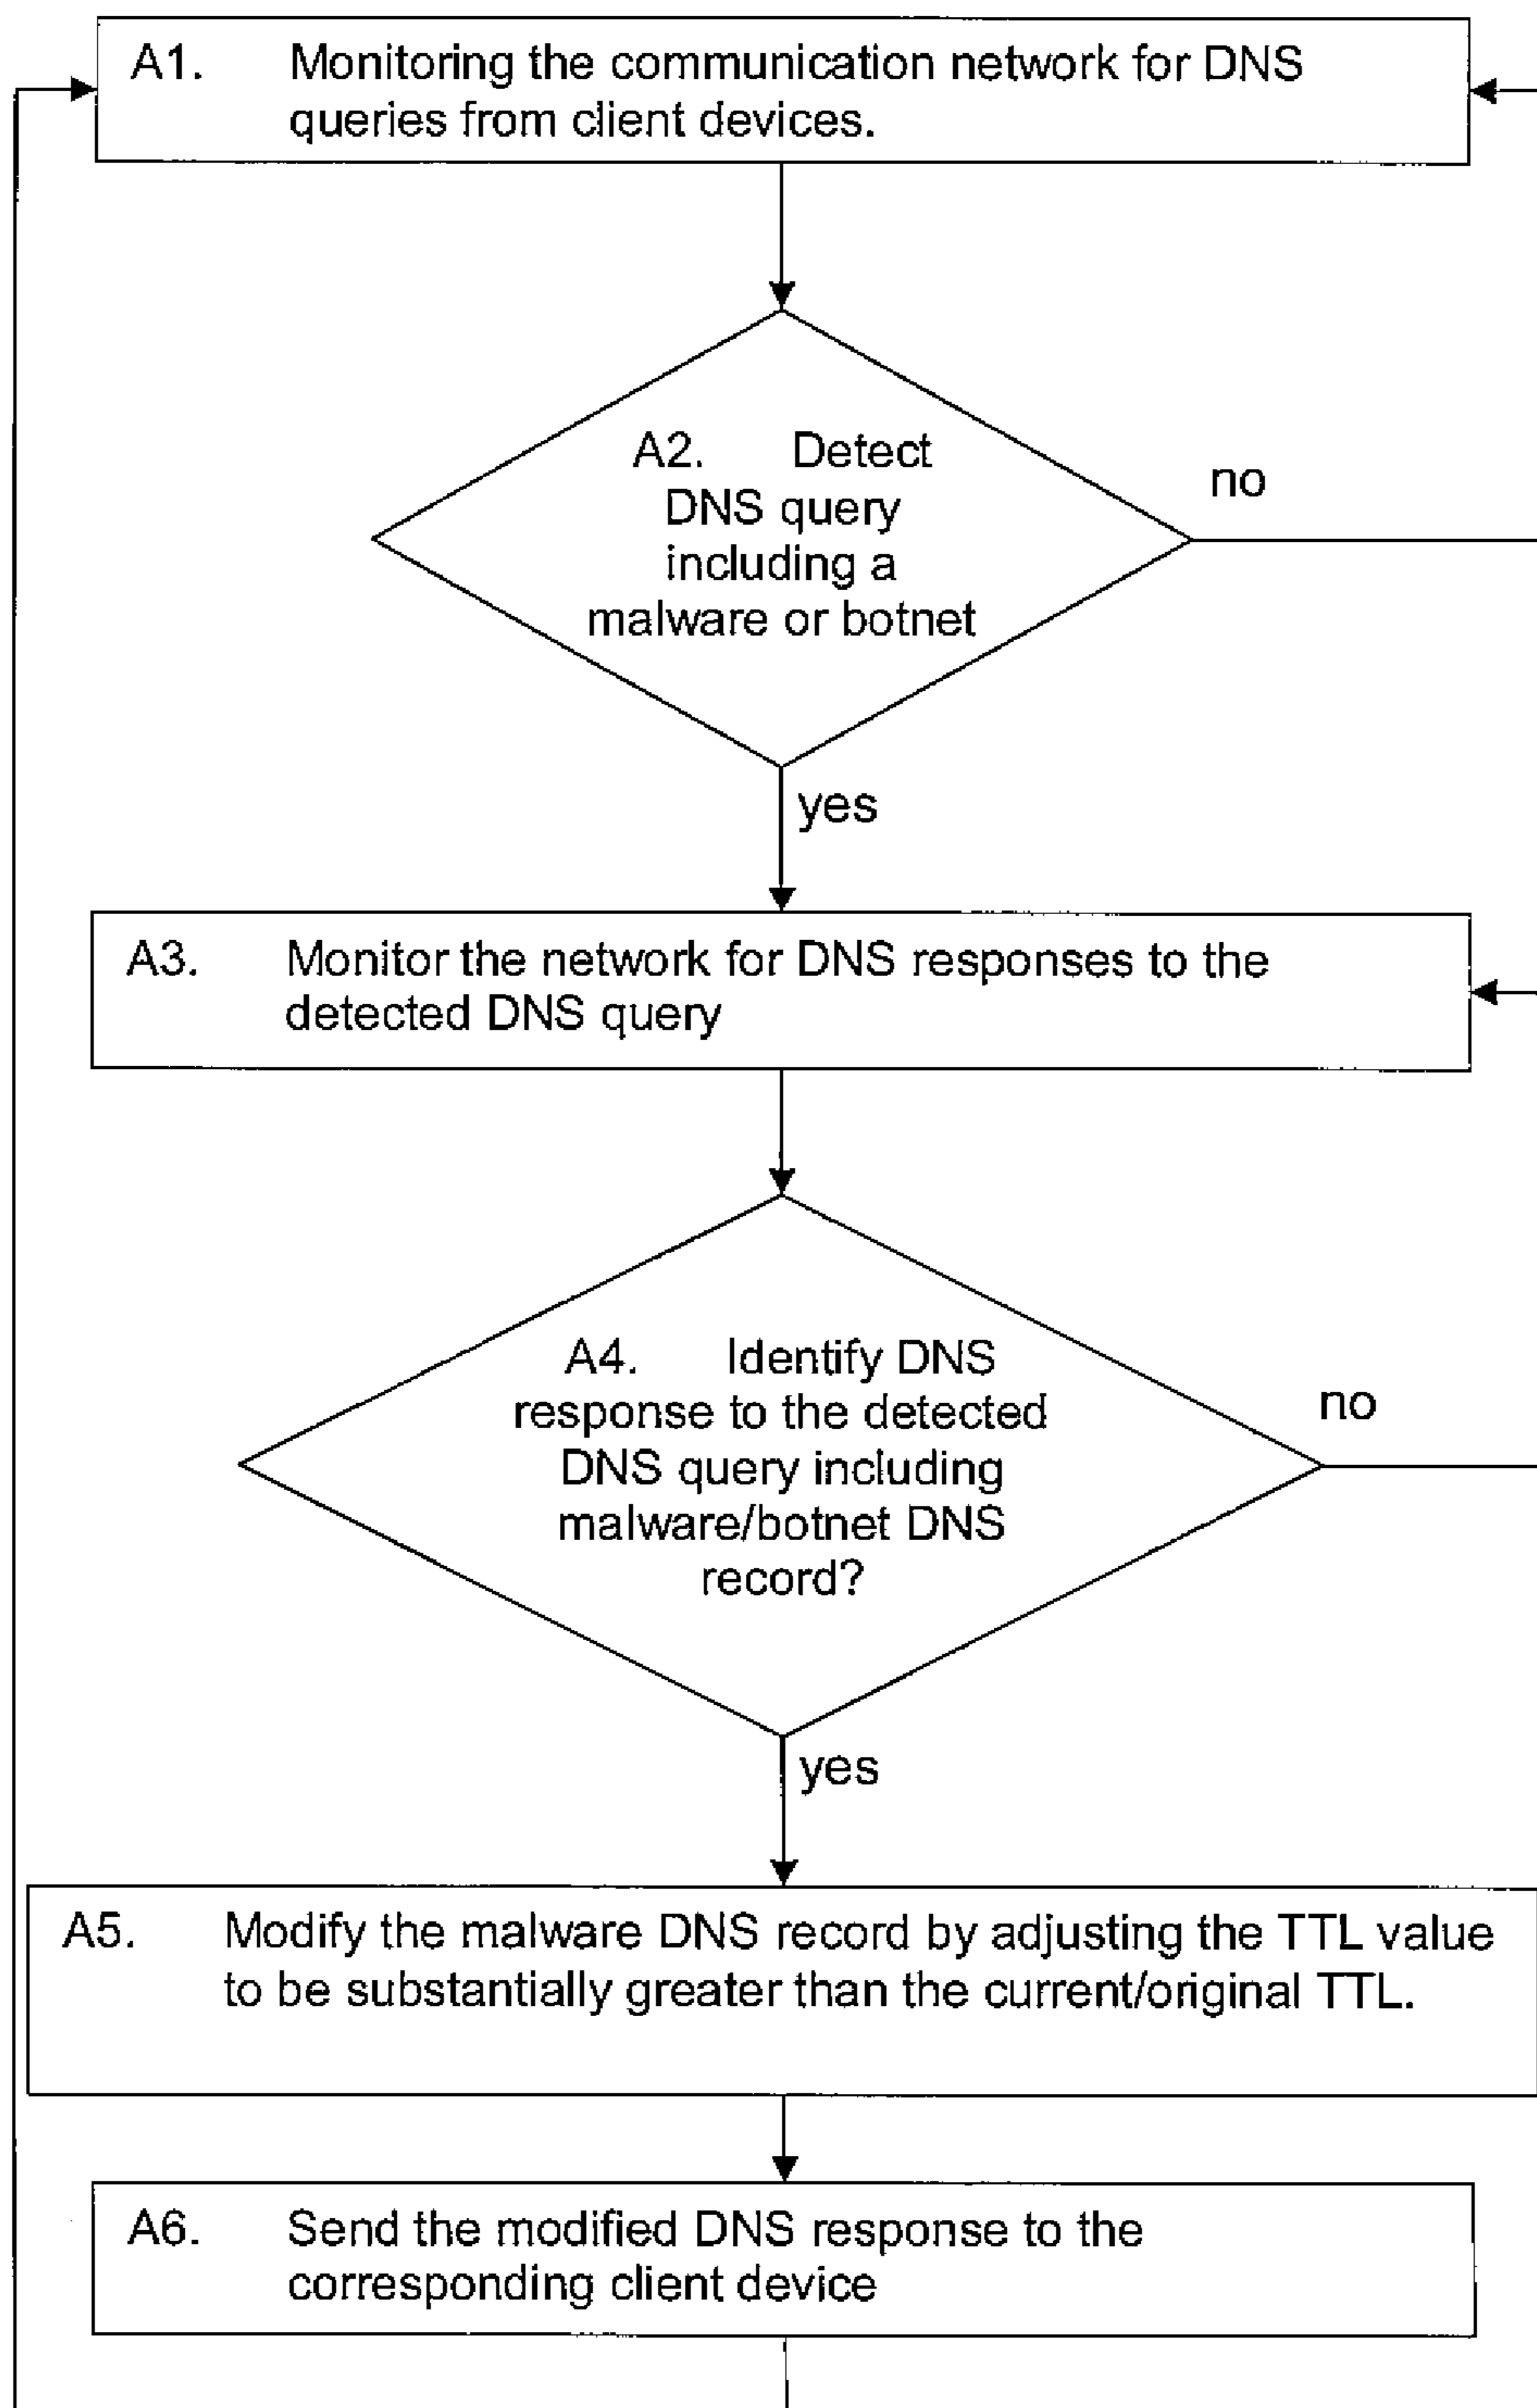 A1. Monitoring the communication network for DNS
queries from client devices.
A2. Detect
DNS query
including a
malware or botnet
no
yes
A3. Monitor the network for DNS responses to the
detected DNS query
A4. Identify DNS
response to the detected
DNS query including
malware/botnet DNS
record?
no
yes
A5. Modify the malware DNS record by adjusting the TTL value
to be substantially greater than the current/original TTL.
A6. Send the modified DNS response to the
corresponding client device